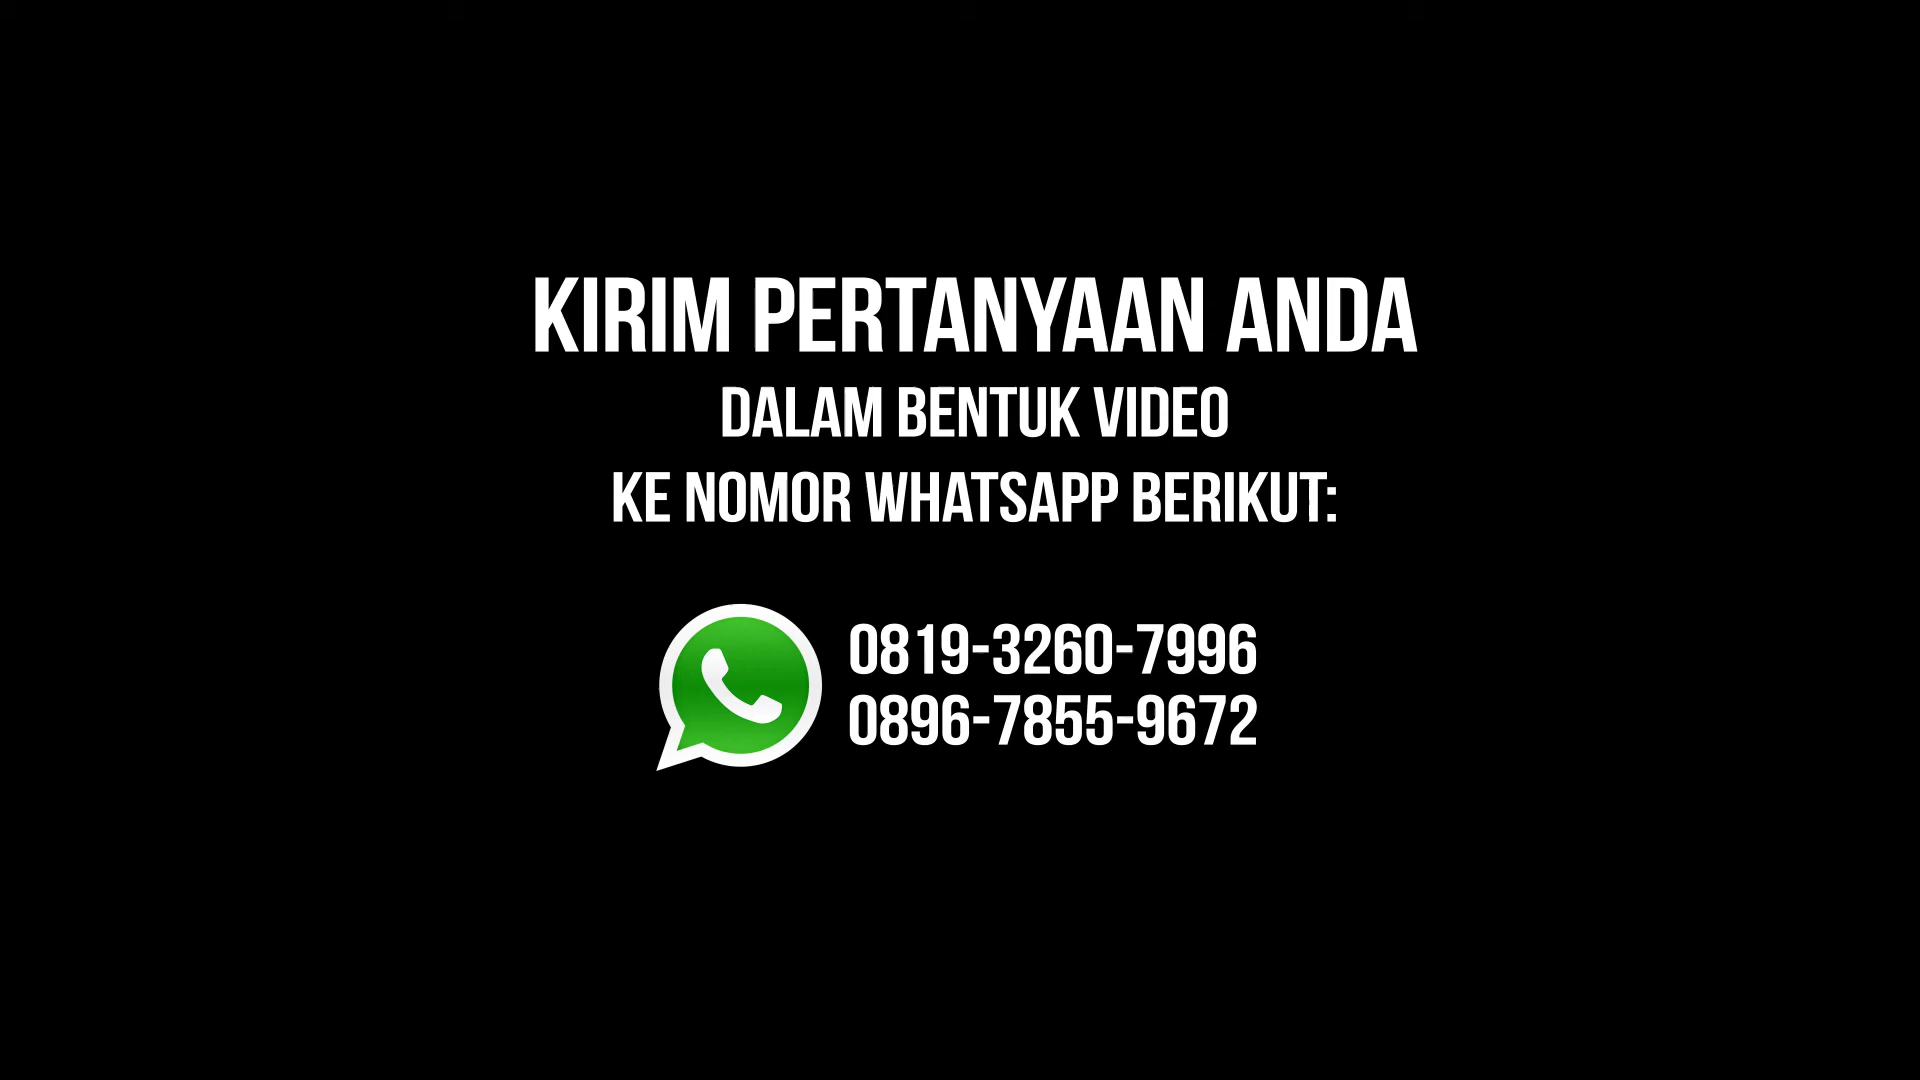 KIRIM PERTANYAAN ANDA
DALAM BENTUK VIDEO
KE NOMOR WHATSAPP BERIKUT:
0819-3260-7996
0896-7855-9672